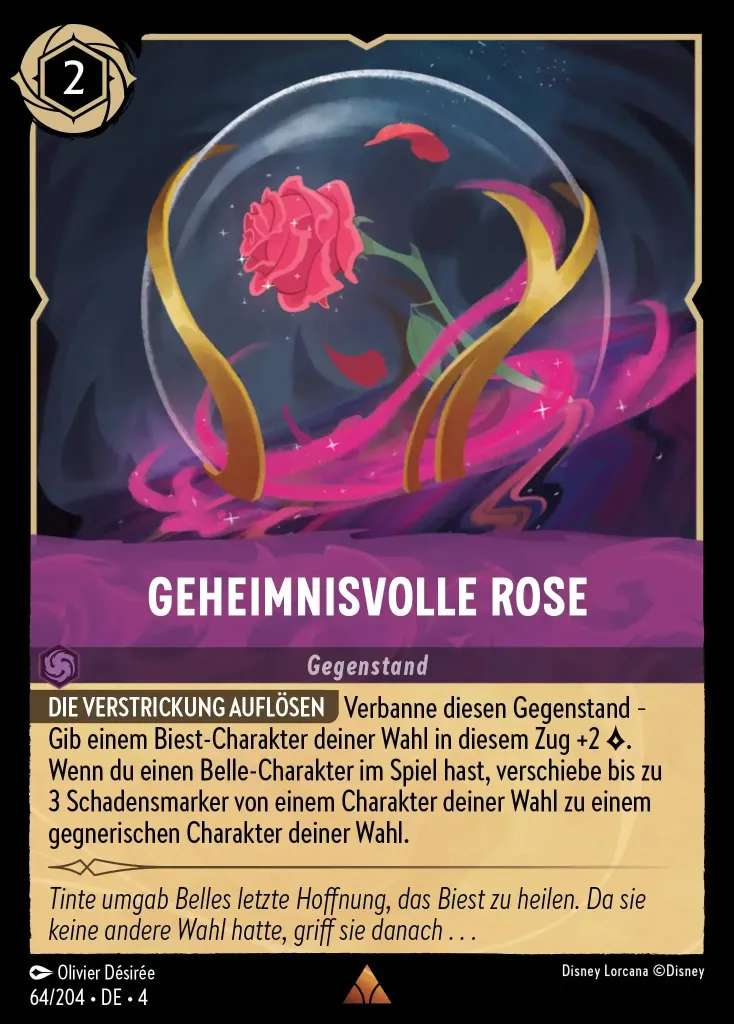 2
GEHEIMNISVOLLE ROSE
Gegenstand
DIE VERSTRICKUNG AUFLÖSEN Verbanne diesen Gegenstand –
Gib einem Biest-Charakter deiner Wahl in diesem Zug +2 ⟡.
Wenn du einen Belle-Charakter im Spiel hast, verschiebe bis zu
3 Schadensmarker von einem Charakter deiner Wahl zu einem
gegnerischen Charakter deiner Wahl.
Tinte umgab Belles letzte Hoffnung, das Biest zu heilen. Da sie
keine andere Wahl hatte, griff sie danach . . .
Olivier Désirée
Disney Lorcana ©Disney
64/204 • DE • 4